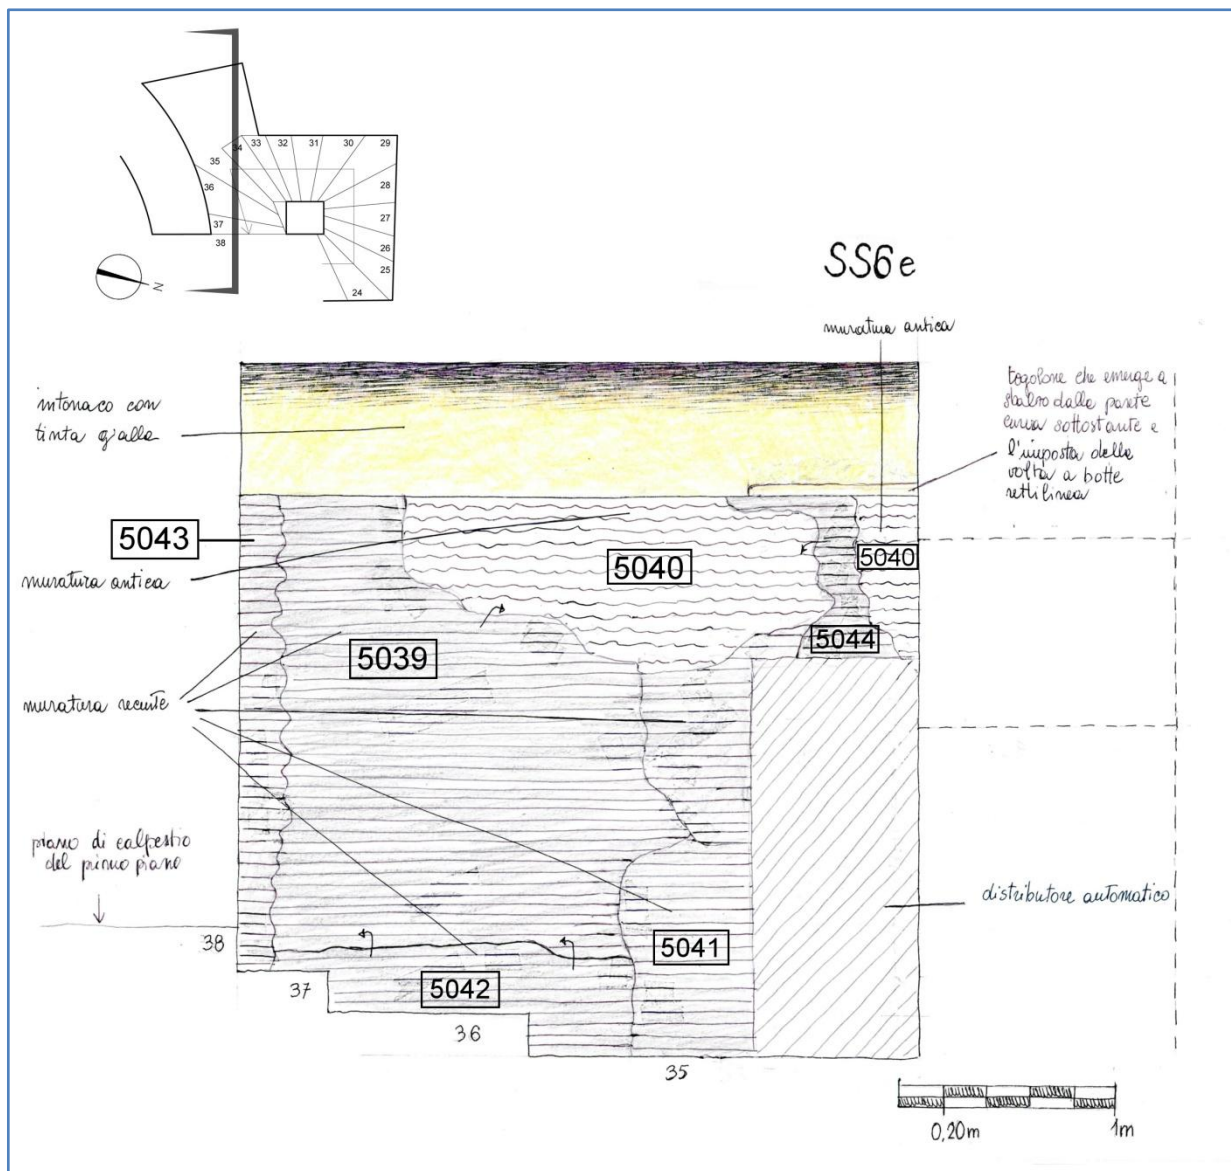 34
33
32
31
30
29
35
36
28
37
27
38
26
25
24
N
SS6e
muratura antica
tegolone che emerge a
sbalzo dalla parete
curva sottostante e
l'imposta della
volta a botte
rettilinea
intonaco con
tinta gialla
5043
muratura antica
5040
5040
5044
5039
muratura recente
piano di calpestio
del primo piano
38
distributore automatico
5041
5042
37
36
35
0,20m
1m